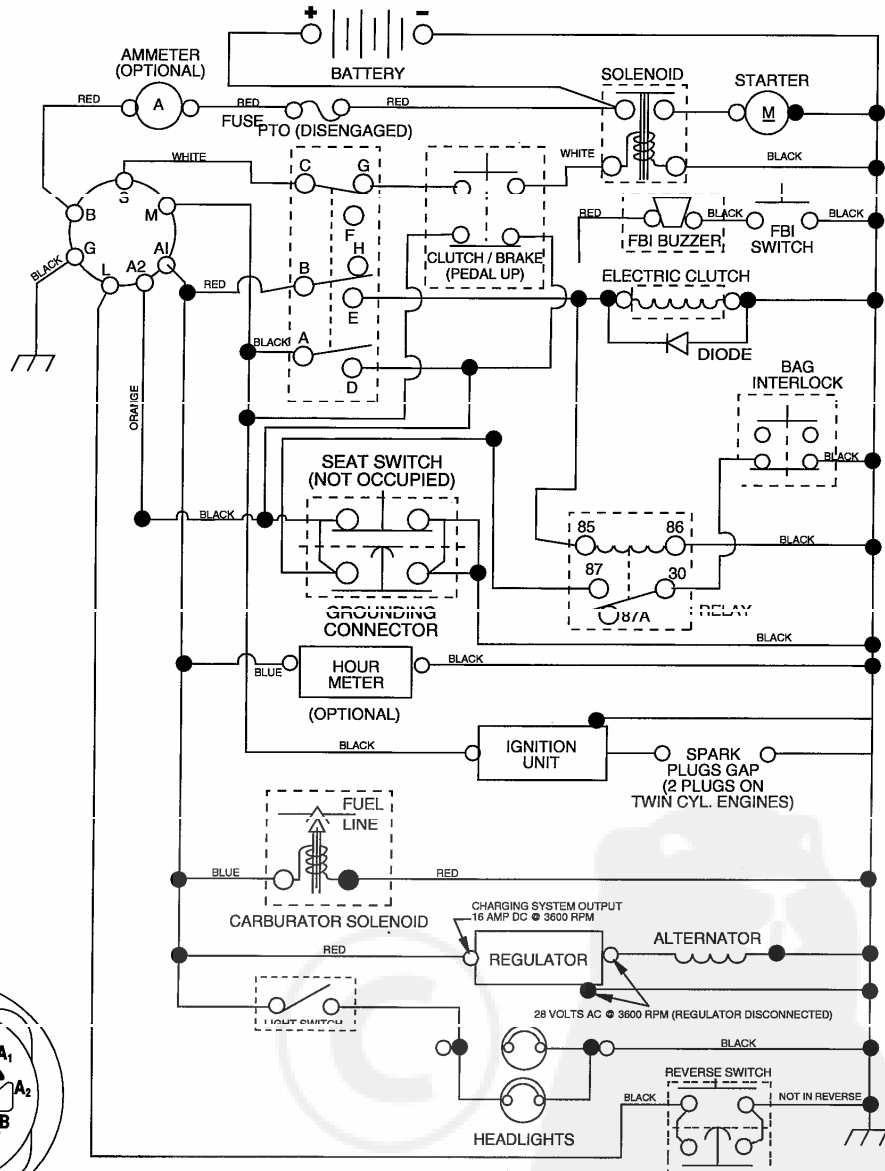 + −
BATTERY
AMMETER
(OPTIONAL)
A
RED
RED
FUSE
RED
PTO (DISENGAGED)
SOLENOID
STARTER
M
WHITE
WHITE
BLACK
S
B
M
G
A1
L
A2
BLACK
C
G
F
H
B
E
A
D
RED
BLACK
CLUTCH / BRAKE
(PEDAL UP)
RED
BLACK
BLACK
FBI BUZZER
FBI
SWITCH
ELECTRIC CLUTCH
DIODE
BAG
INTERLOCK
BLACK
ORANGE
SEAT SWITCH
(NOT OCCUPIED)
BLACK
85
86
BLACK
87
30
87A
RELAY
GROUNDING
CONNECTOR
BLACK
HOUR
METER
BLUE
BLACK
(OPTIONAL)
BLACK
IGNITION
UNIT
SPARK
PLUGS GAP
(2 PLUGS ON
TWIN CYL. ENGINES)
FUEL
LINE
BLUE
RED
CARBURATOR SOLENOID
CHARGING SYSTEM OUTPUT
16 AMP DC @ 3600 RPM
RED
REGULATOR
ALTERNATOR
28 VOLTS AC @ 3600 RPM (REGULATOR DISCONNECTED)
LIGHT SWITCH
BLACK
HEADLIGHTS
REVERSE SWITCH
BLACK
NOT IN REVERSE
A1
A2
B
©